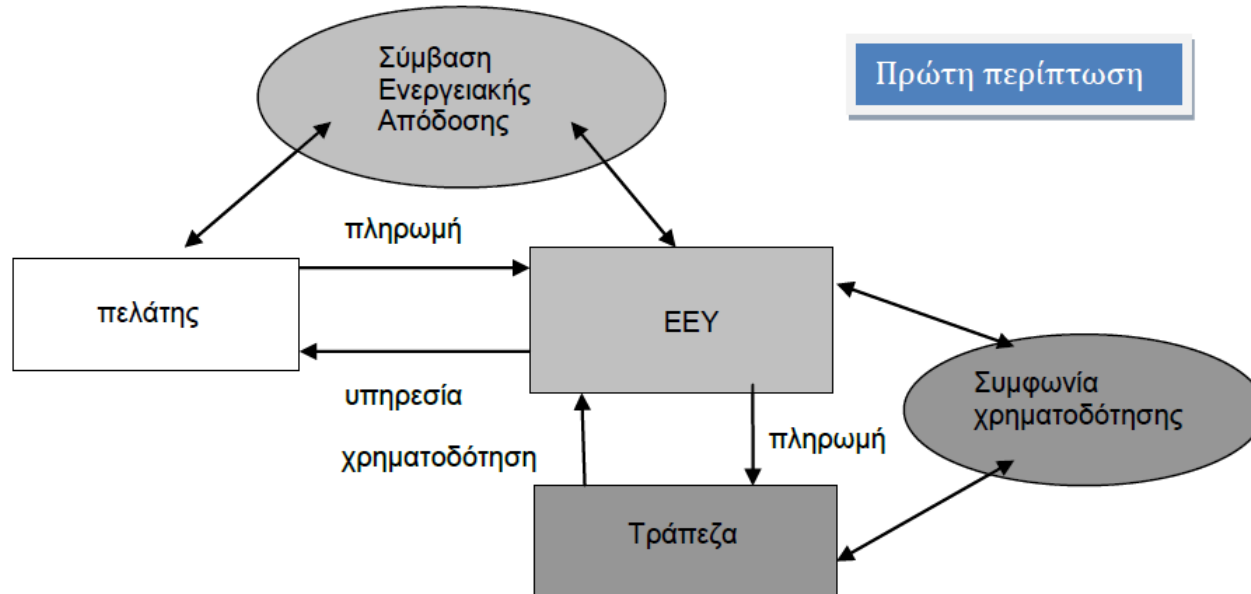 Σύμβαση
Ενεργειακής
Απόδοσης
Πρώτη περίπτωση
πληρωμή
πελάτης
ΕΕΥ
υπηρεσία
Συμφωνία
χρηματοδότησης
χρηματοδότηση
πληρωμή
Τράπεζα